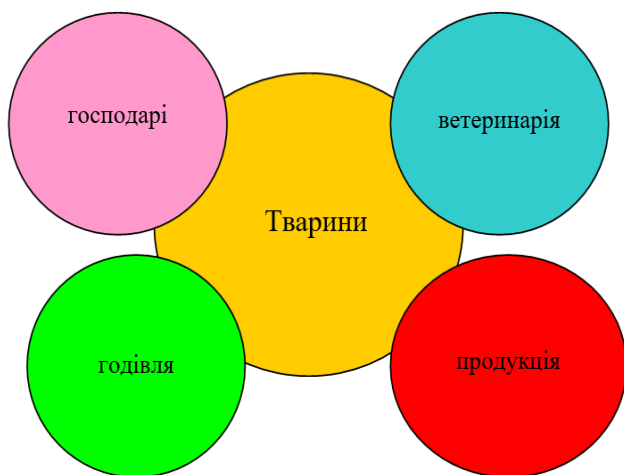 господарі
ветеринарія
Тварини
годівля
продукція